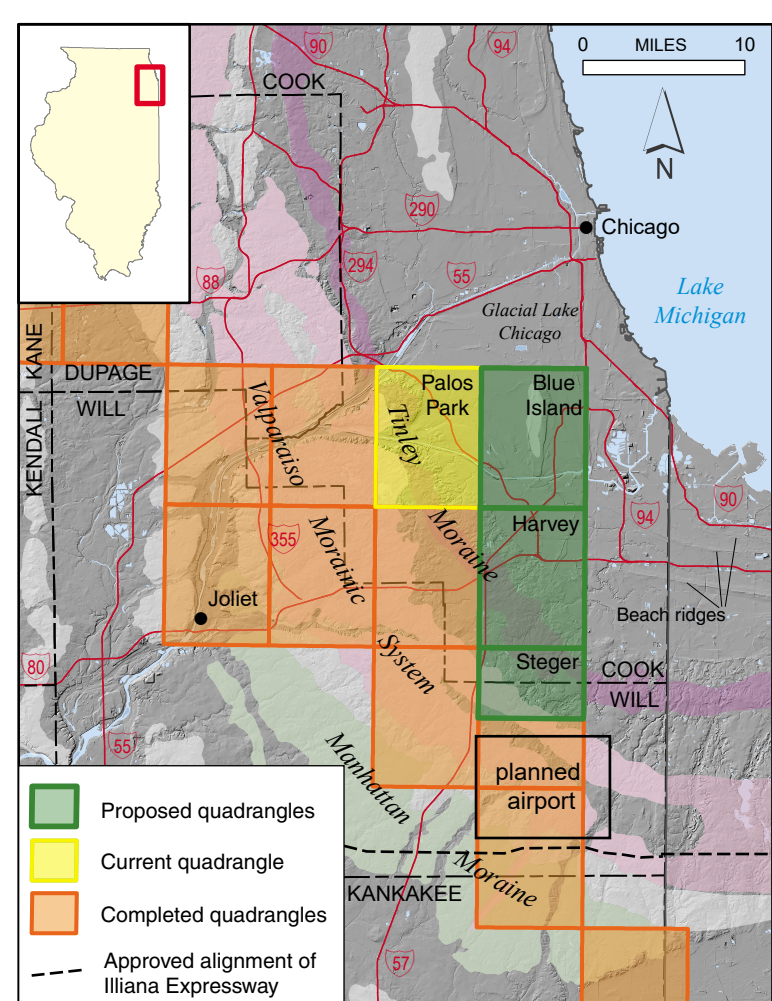 90
94
0 MILES 10
COOK
N
290
Chicago
294
55
88
Lake
Michigan
Glacial Lake
Chicago
KANE
KENDALL
DUPAGE
WILL
Palos
Park
Blue
Island
Valparaiso
Tinley
90
94
Harvey
Moraine
355
Morainic
Joliet
Beach ridges
Steger
COOK
WILL
System
80
55
Manhattan
planned
airport
Moraine
KANKAKEE
57
Proposed quadrangles
Current quadrangle
Completed quadrangles
Approved alignment of
Illiana Expressway